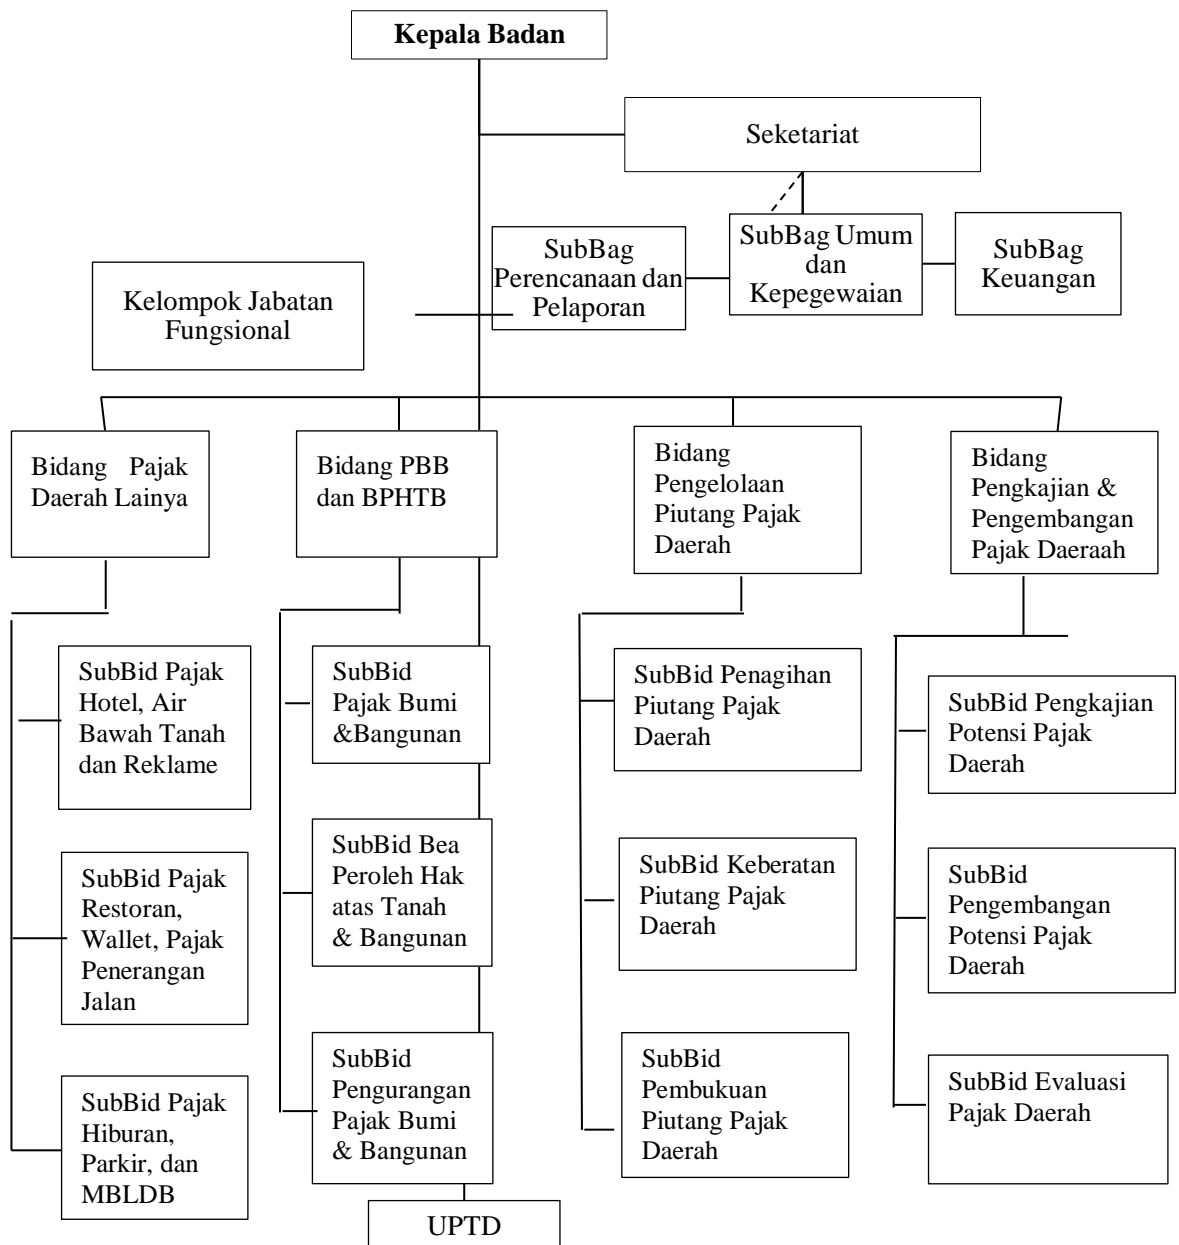 Kepala Badan
Seketariat
SubBag
Perencanaan dan
Pelaporan
SubBag Umum
dan
Kepegewaian
SubBag
Keuangan
Kelompok Jabatan
Fungsional
Bidang Pajak
Daerah Lainya
Bidang PBB
dan BPHTB
Bidang
Pengelolaan
Piutang Pajak
Daerah
Bidang
Pengkajian &
Pengembangan
Pajak Daeraah
SubBid Pajak
Hotel, Air
Bawah Tanah
dan Reklame
SubBid Pajak
Restoran,
Wallet, Pajak
Penerangan
Jalan
SubBid Pajak
Hiburan,
Parkir, dan
MBLDB
SubBid
Pajak Bumi
&Bangunan
SubBid Bea
Peroleh Hak
atas Tanah
& Bangunan
SubBid
Pengurangan
Pajak Bumi
& Bangunan
SubBid Penagihan
Piutang Pajak
Daerah
SubBid Keberatan
Piutang Pajak
Daerah
SubBid
Pembukuan
Piutang Pajak
Daerah
SubBid Pengkajian
Potensi Pajak
Daerah
SubBid
Pengembangan
Potensi Pajak
Daerah
SubBid Evaluasi
Pajak Daerah
UPTD